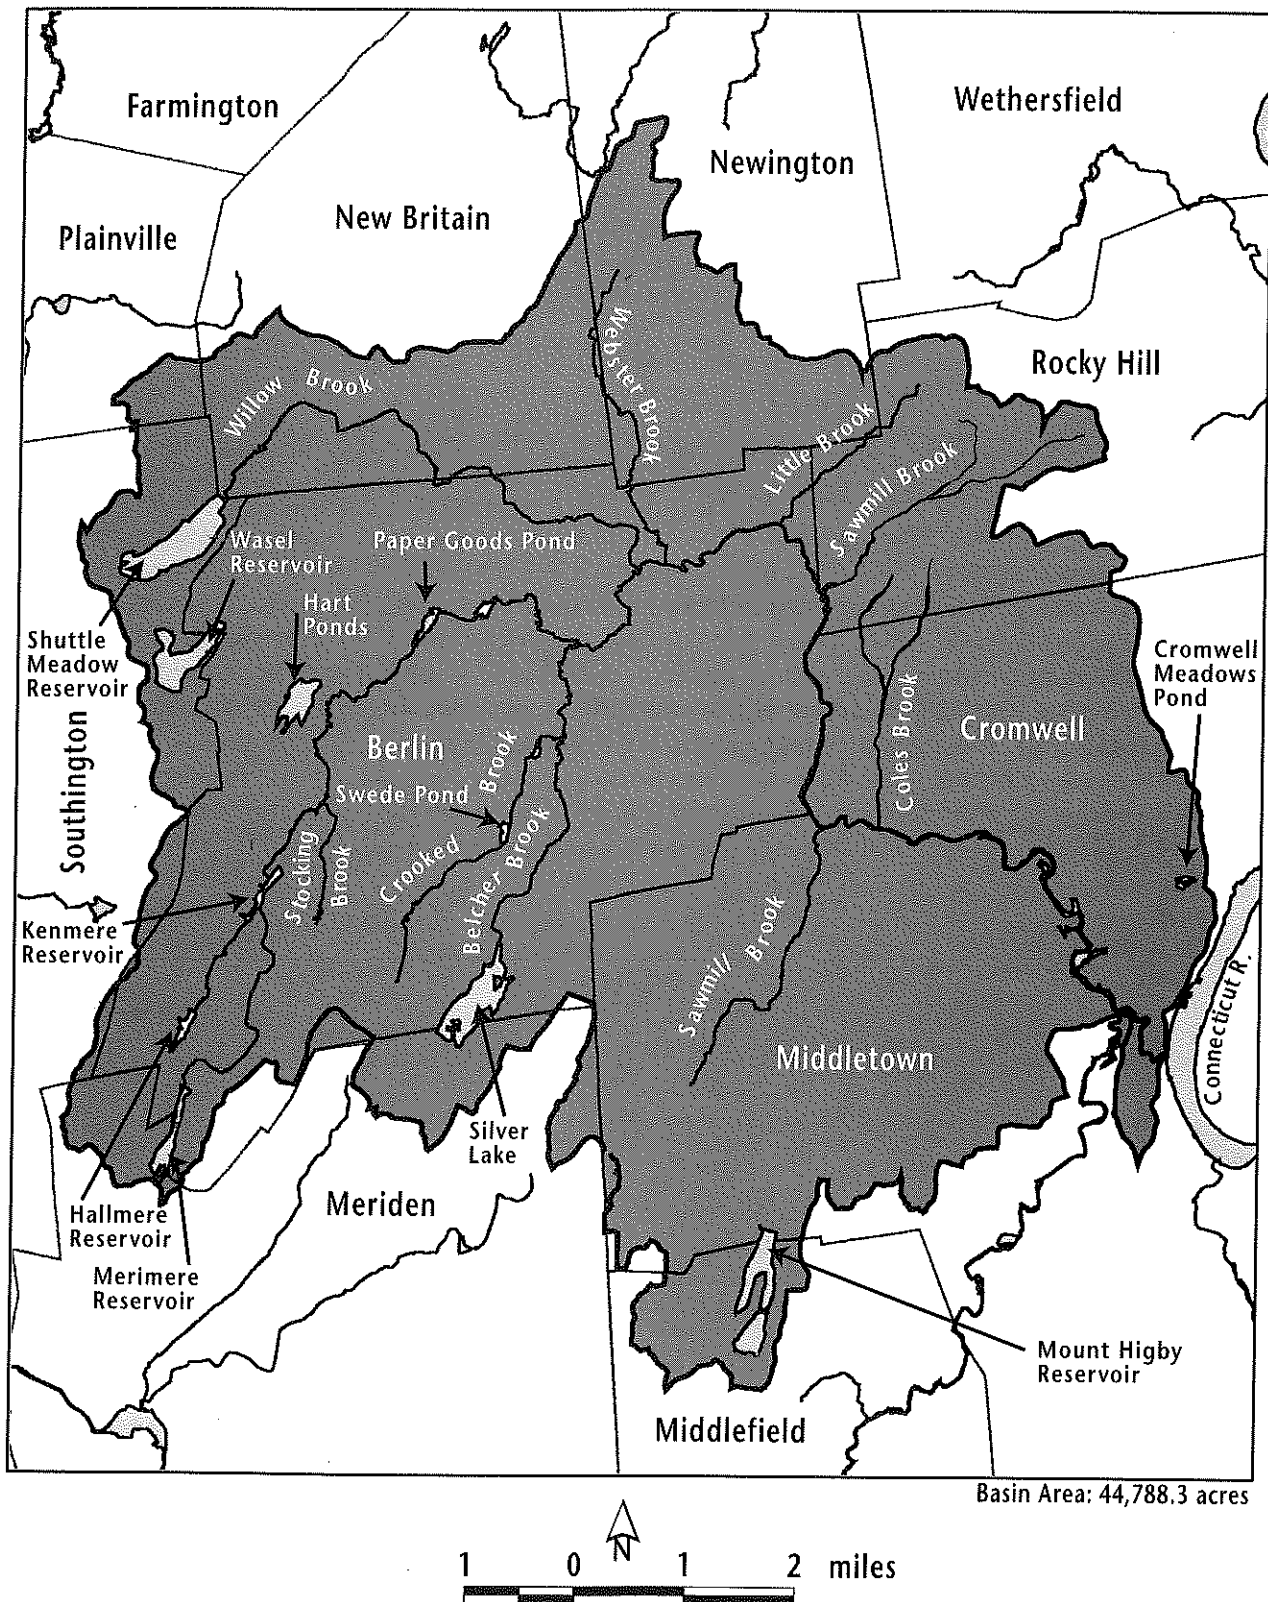 Farmington
Wethersfield
Newington
New Britain
Plainville
Rocky Hill
Webster Brook
Willow Brook
Little Brook
Sawmill Brook
Wasel
Reservoir
Paper Goods Pond
Hart
Ponds
Shuttle
Meadow
Reservoir
Cromwell
Meadows
Pond
Southington
Berlin
Cromwell
Coles Brook
Swede Pond
Crooked Brook
Belcher Brook
Stocking
Brook
Kenmere
Reservoir
Sawmill Brook
Connecticut R.
Middletown
Silver
Lake
Meriden
Hallmere
Reservoir
Merimere
Reservoir
Mount Higby
Reservoir
Middlefield
Basin Area: 44,788.3 acres
N
1 0 1 2 miles